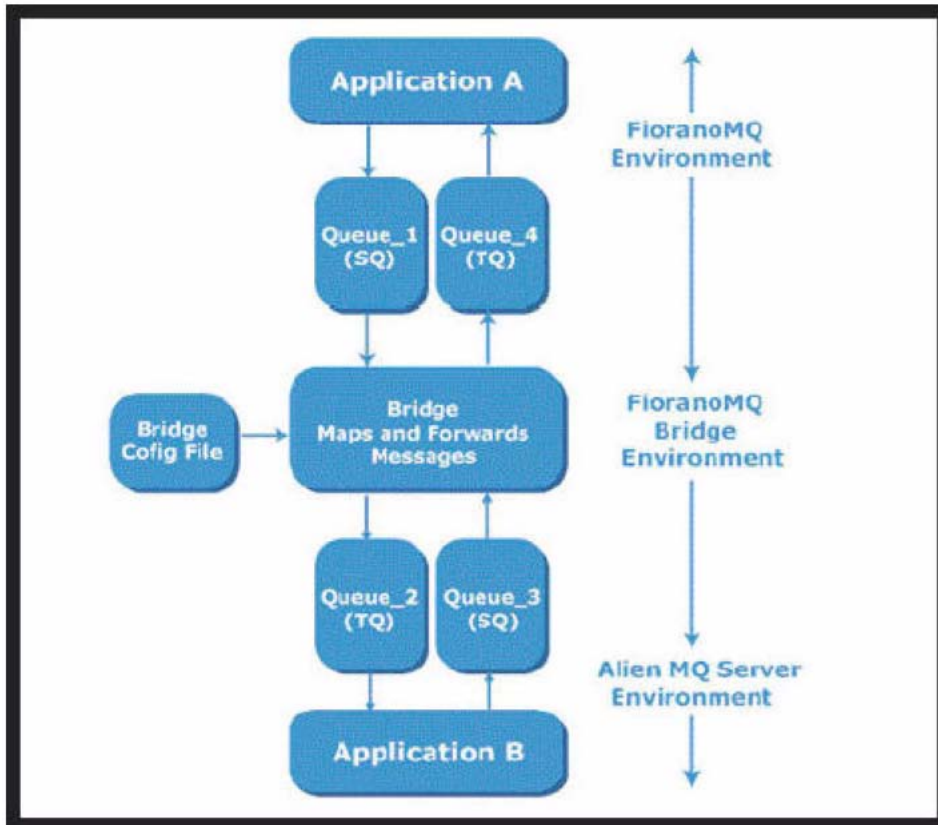 Application A
FioranoMQ
Environment
Queue_1
(SQ)
Queue_4
(TQ)
Bridge
Cofig File
Bridge
Maps and Forwards
Messages
FioranoMQ
Bridge
Environment
Queue_2
(TQ)
Queue_3
(SQ)
Alien MQ Server
Environment
Application B